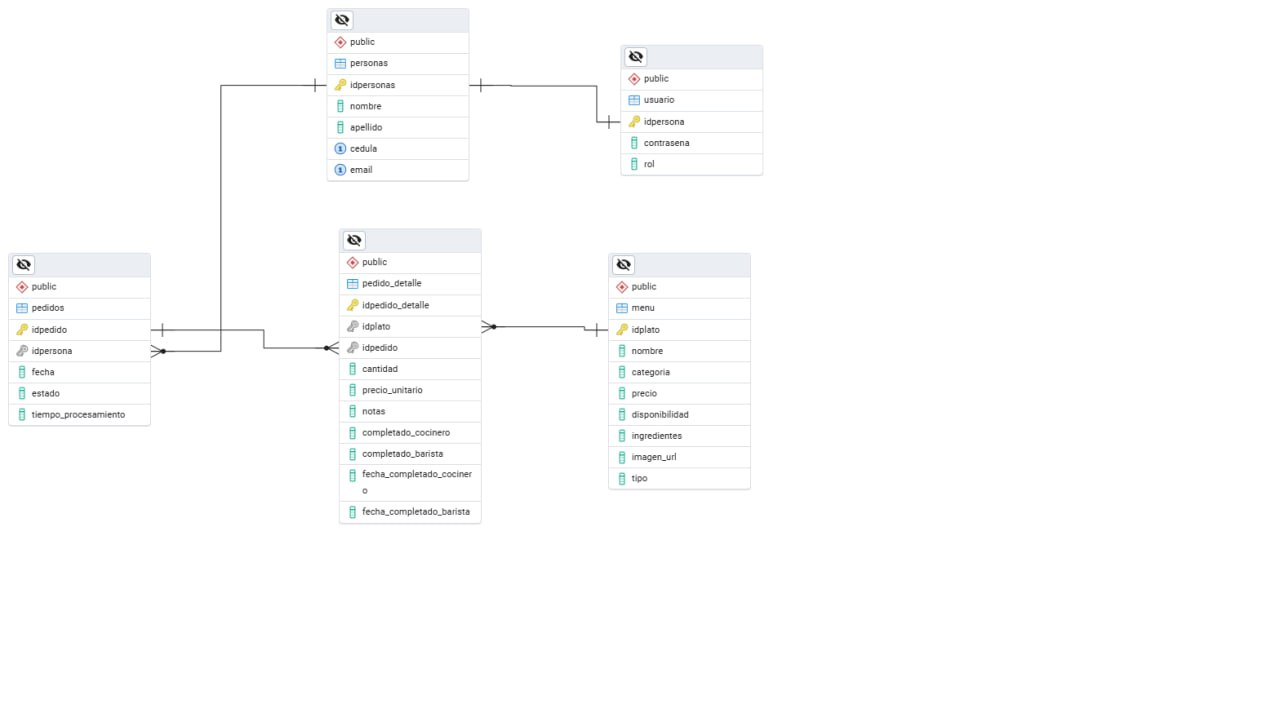 public
personas
idpersonas
nombre
apellido
cedula
email
public
usuario
idpersona
contrasena
rol
public
pedidos
idpedido
idpersona
fecha
estado
tiempo_procesamiento
public
pedido_detalle
idpedido_detalle
idplato
idpedido
cantidad
precio_unitario
notas
completado_cocinero
completado_barista
fecha_completado_cociner
o
fecha_completado_barista
public
menu
idplato
nombre
categoria
precio
disponibilidad
ingredientes
imagen_url
tipo